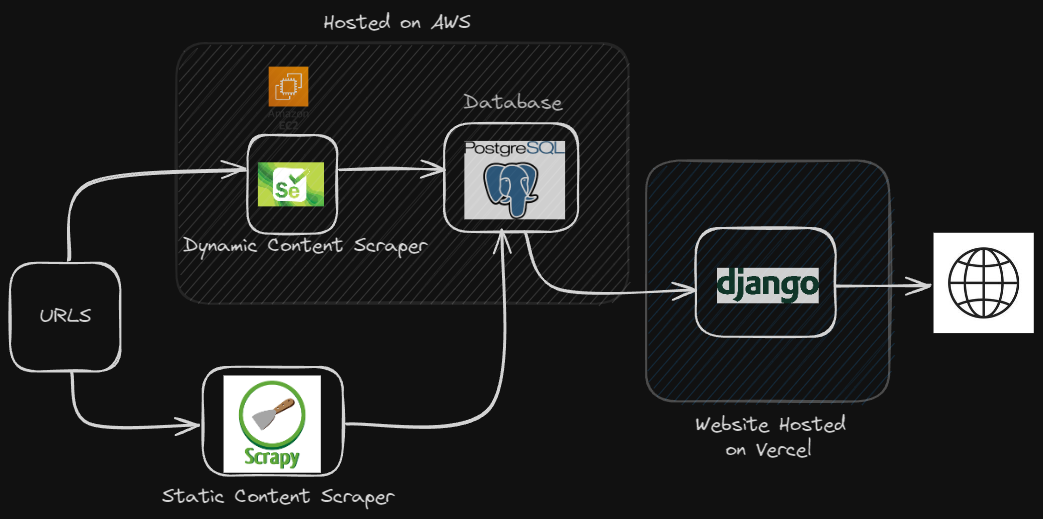 Hosted on AWS
Amazon
EC2
Database
PostgreSQL
Se
Dynamic Content Scraper
URLS
django
Scrapy
Static Content Scraper
Website Hosted
on Vercel